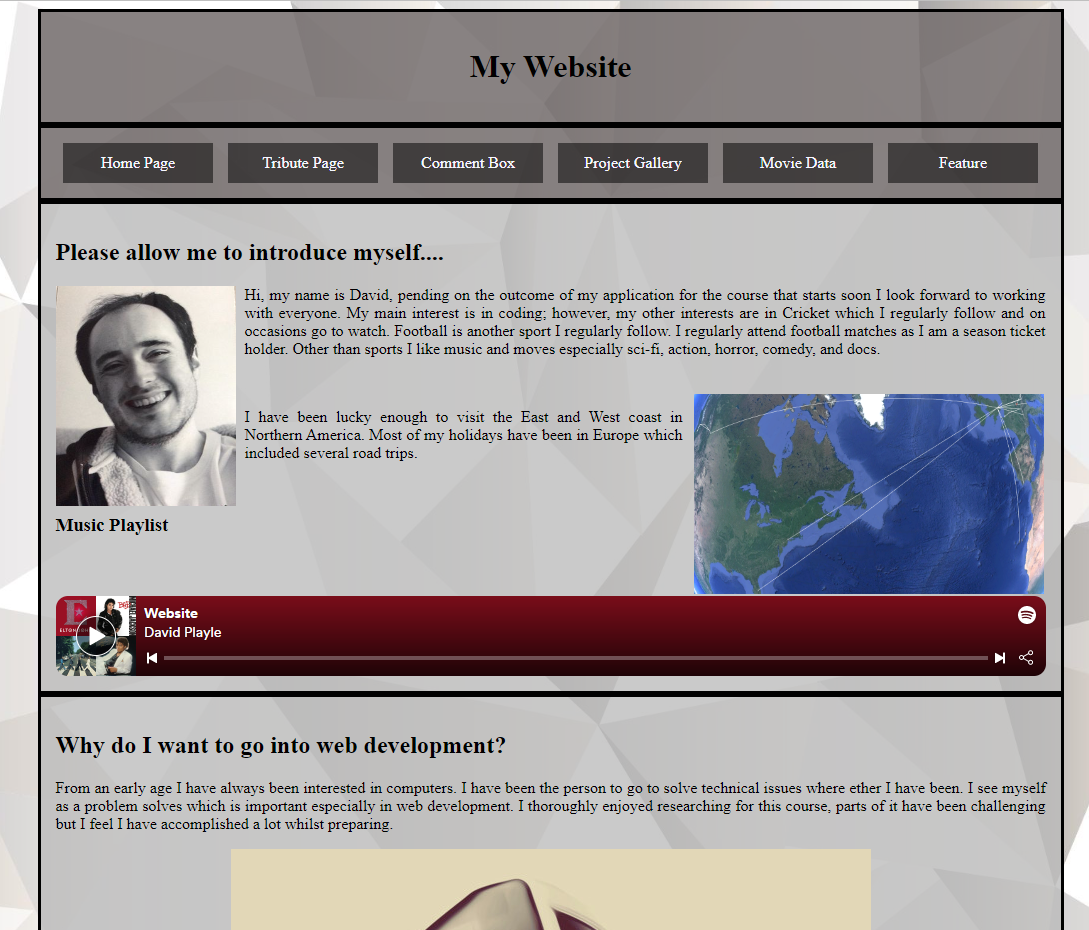 My Website
Home Page
Tribute Page
Comment Box
Project Gallery
Movie Data
Feature
Please allow me to introduce myself....
Hi, my name is David, pending on the outcome of my application for the course that starts soon I look forward to working
with everyone. My main interest is in coding; however, my other interests are in Cricket which I regularly follow and on
occasions go to watch. Football is another sport I regularly follow. I regularly attend football matches as I am a season ticket
holder. Other than sports I like music and moves especially sci-fi, action, horror, comedy, and docs.
I have been lucky enough to visit the East and West coast in
Northern America. Most of my holidays have been in Europe which
included several road trips.
Music Playlist
Website
David Playle
Why do I want to go into web development?
From an early age I have always been interested in computers. I have been the person to go to solve technical issues where ether I have been. I see myself
as a problem solves which is important especially in web development. I thoroughly enjoyed researching for this course, parts of it have been challenging
but I feel I have accomplished a lot whilst preparing.